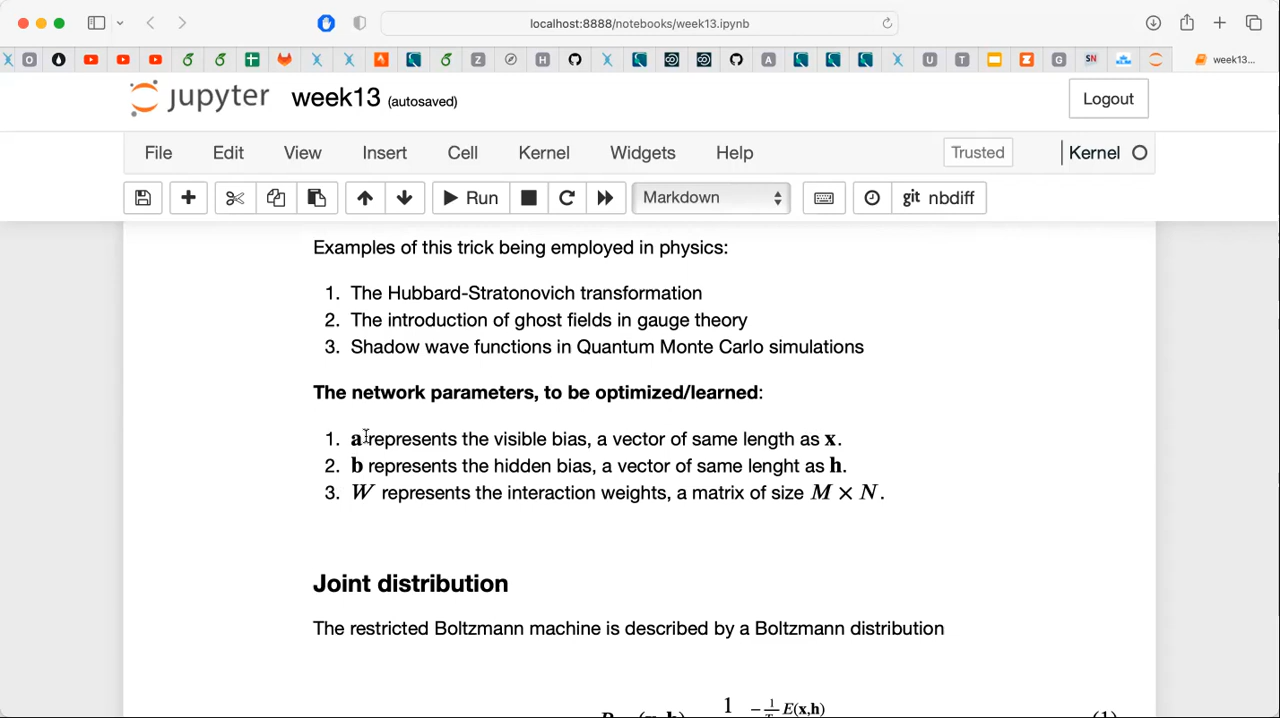 localhost:8888/notebooks/week13.ipynb
week13...
jupyter week13 (autosaved)
Logout
File Edit View Insert Cell Kernel Widgets Help Trusted Kernel
Run Markdown git nbdiff
Examples of this trick being employed in physics:
1. The Hubbard-Stratonovich transformation
2. The introduction of ghost fields in gauge theory
3. Shadow wave functions in Quantum Monte Carlo simulations
The network parameters, to be optimized/learned:
1. a represents the visible bias, a vector of same length as x.
2. b represents the hidden bias, a vector of same lenght as h.
3. W represents the interaction weights, a matrix of size M × N.
Joint distribution
The restricted Boltzmann machine is described by a Boltzmann distribution